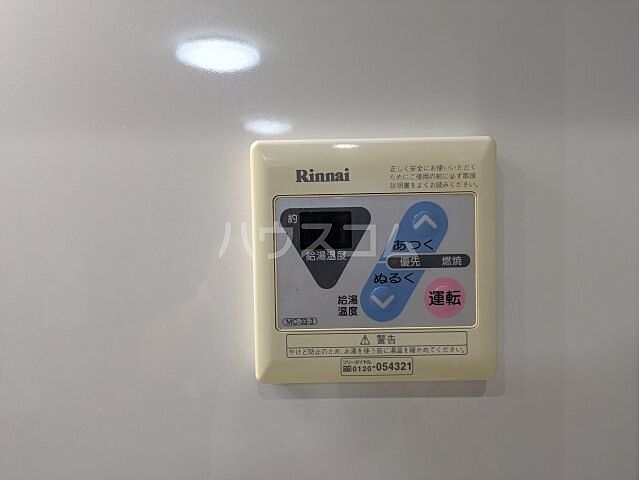 Rinnai
正しく安全にお使いいただく
ためにご使用の前に必ず取扱
説明書をよくお読みください。
約
給湯温度
あつく
優先 燃焼
ぬるく
給湯
温度
運転
MC-33-3
⚠ 警告
やけど防止のため、お湯を使う前に湯温を確かめてください。
フリーダイヤル
0120-054321
ハウスコム